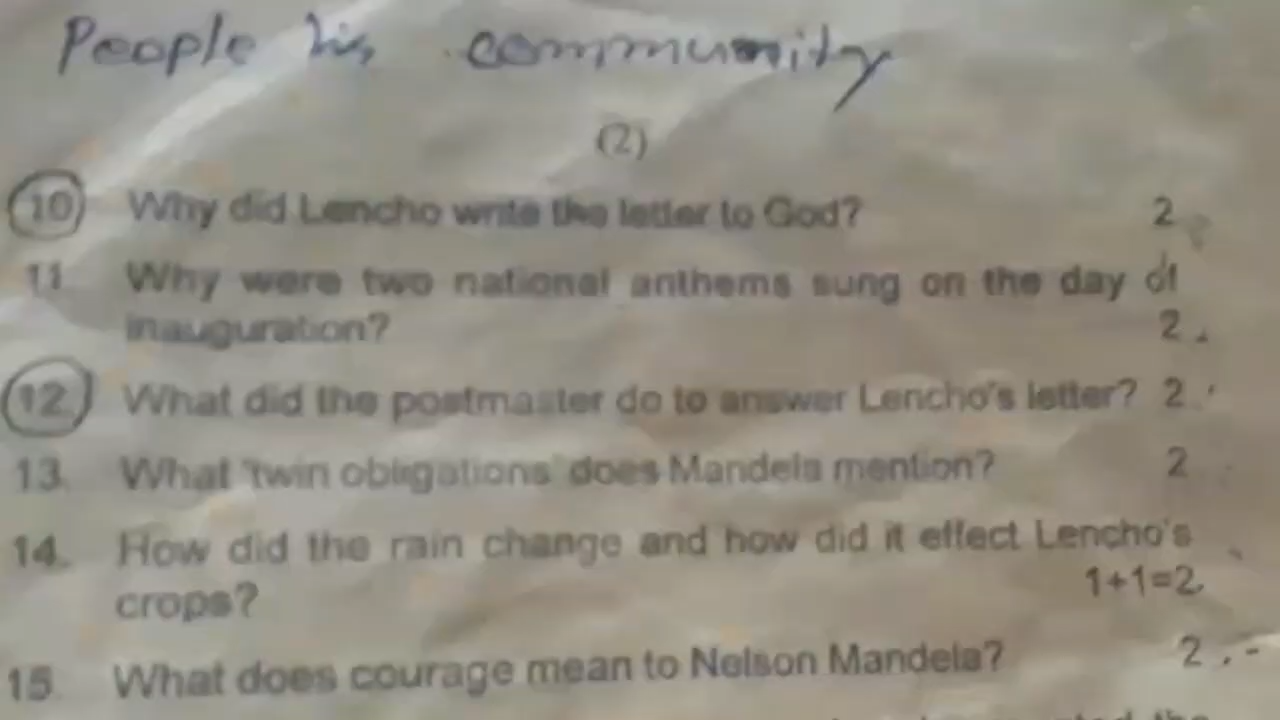 People his community
(2)
10 Why did Lencho write the letter to God? 2
11. Why were two national anthems sung on the day of
inauguration? 2.
12. What did the postmaster do to answer Lencho's letter? 2
13. What 'twin obligations' does Mandela mention? 2
14. How did the rain change and how did it effect Lencho's
crops? 1+1=2
15. What does courage mean to Nelson Mandela? 2
the